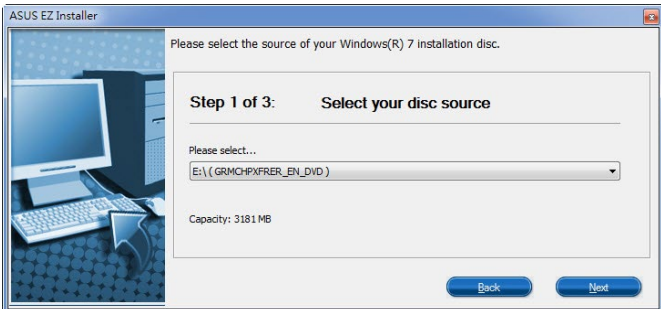 ASUS EZ Installer
Please select the source of your Windows(R) 7 installation disc.
Step 1 of 3: Select your disc source
Please select...
E:\ ( GRMCHPXFRER_EN_DVD )
Capacity: 3181 MB
Back Next